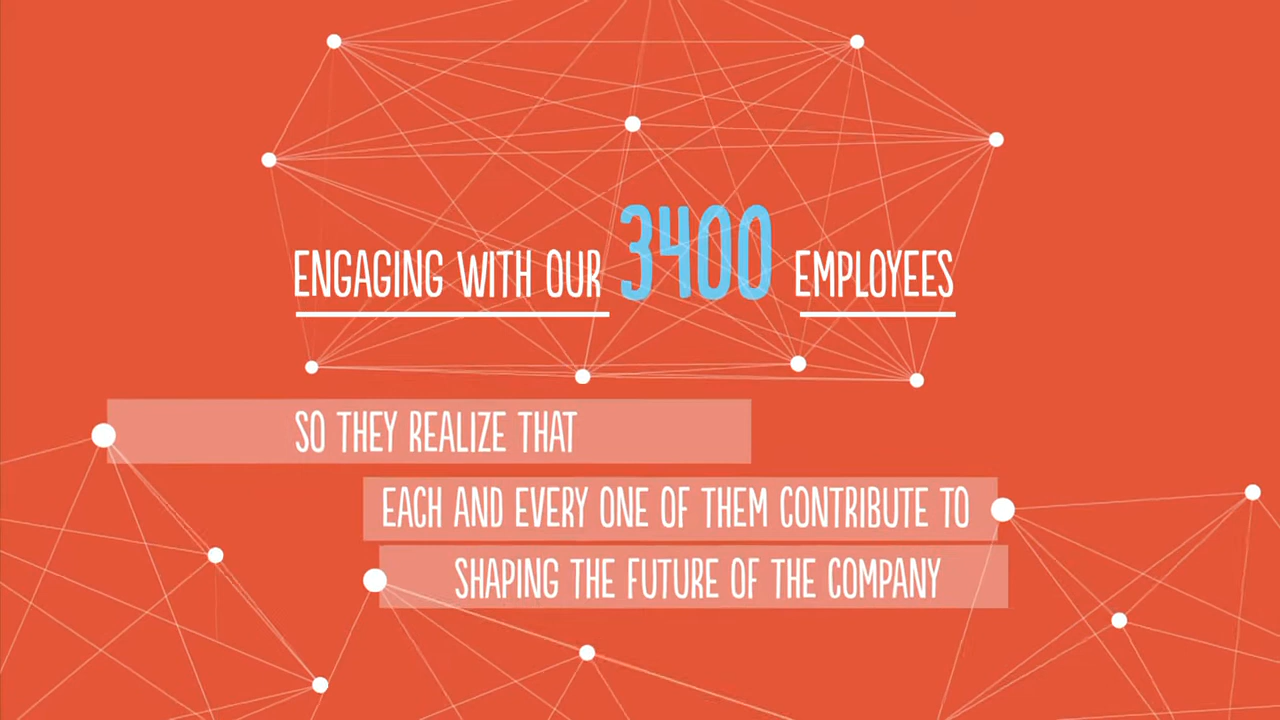 ENGAGING WITH OUR 3400 EMPLOYEES
SO THEY REALIZE THAT
EACH AND EVERY ONE OF THEM CONTRIBUTE TO
SHAPING THE FUTURE OF THE COMPANY